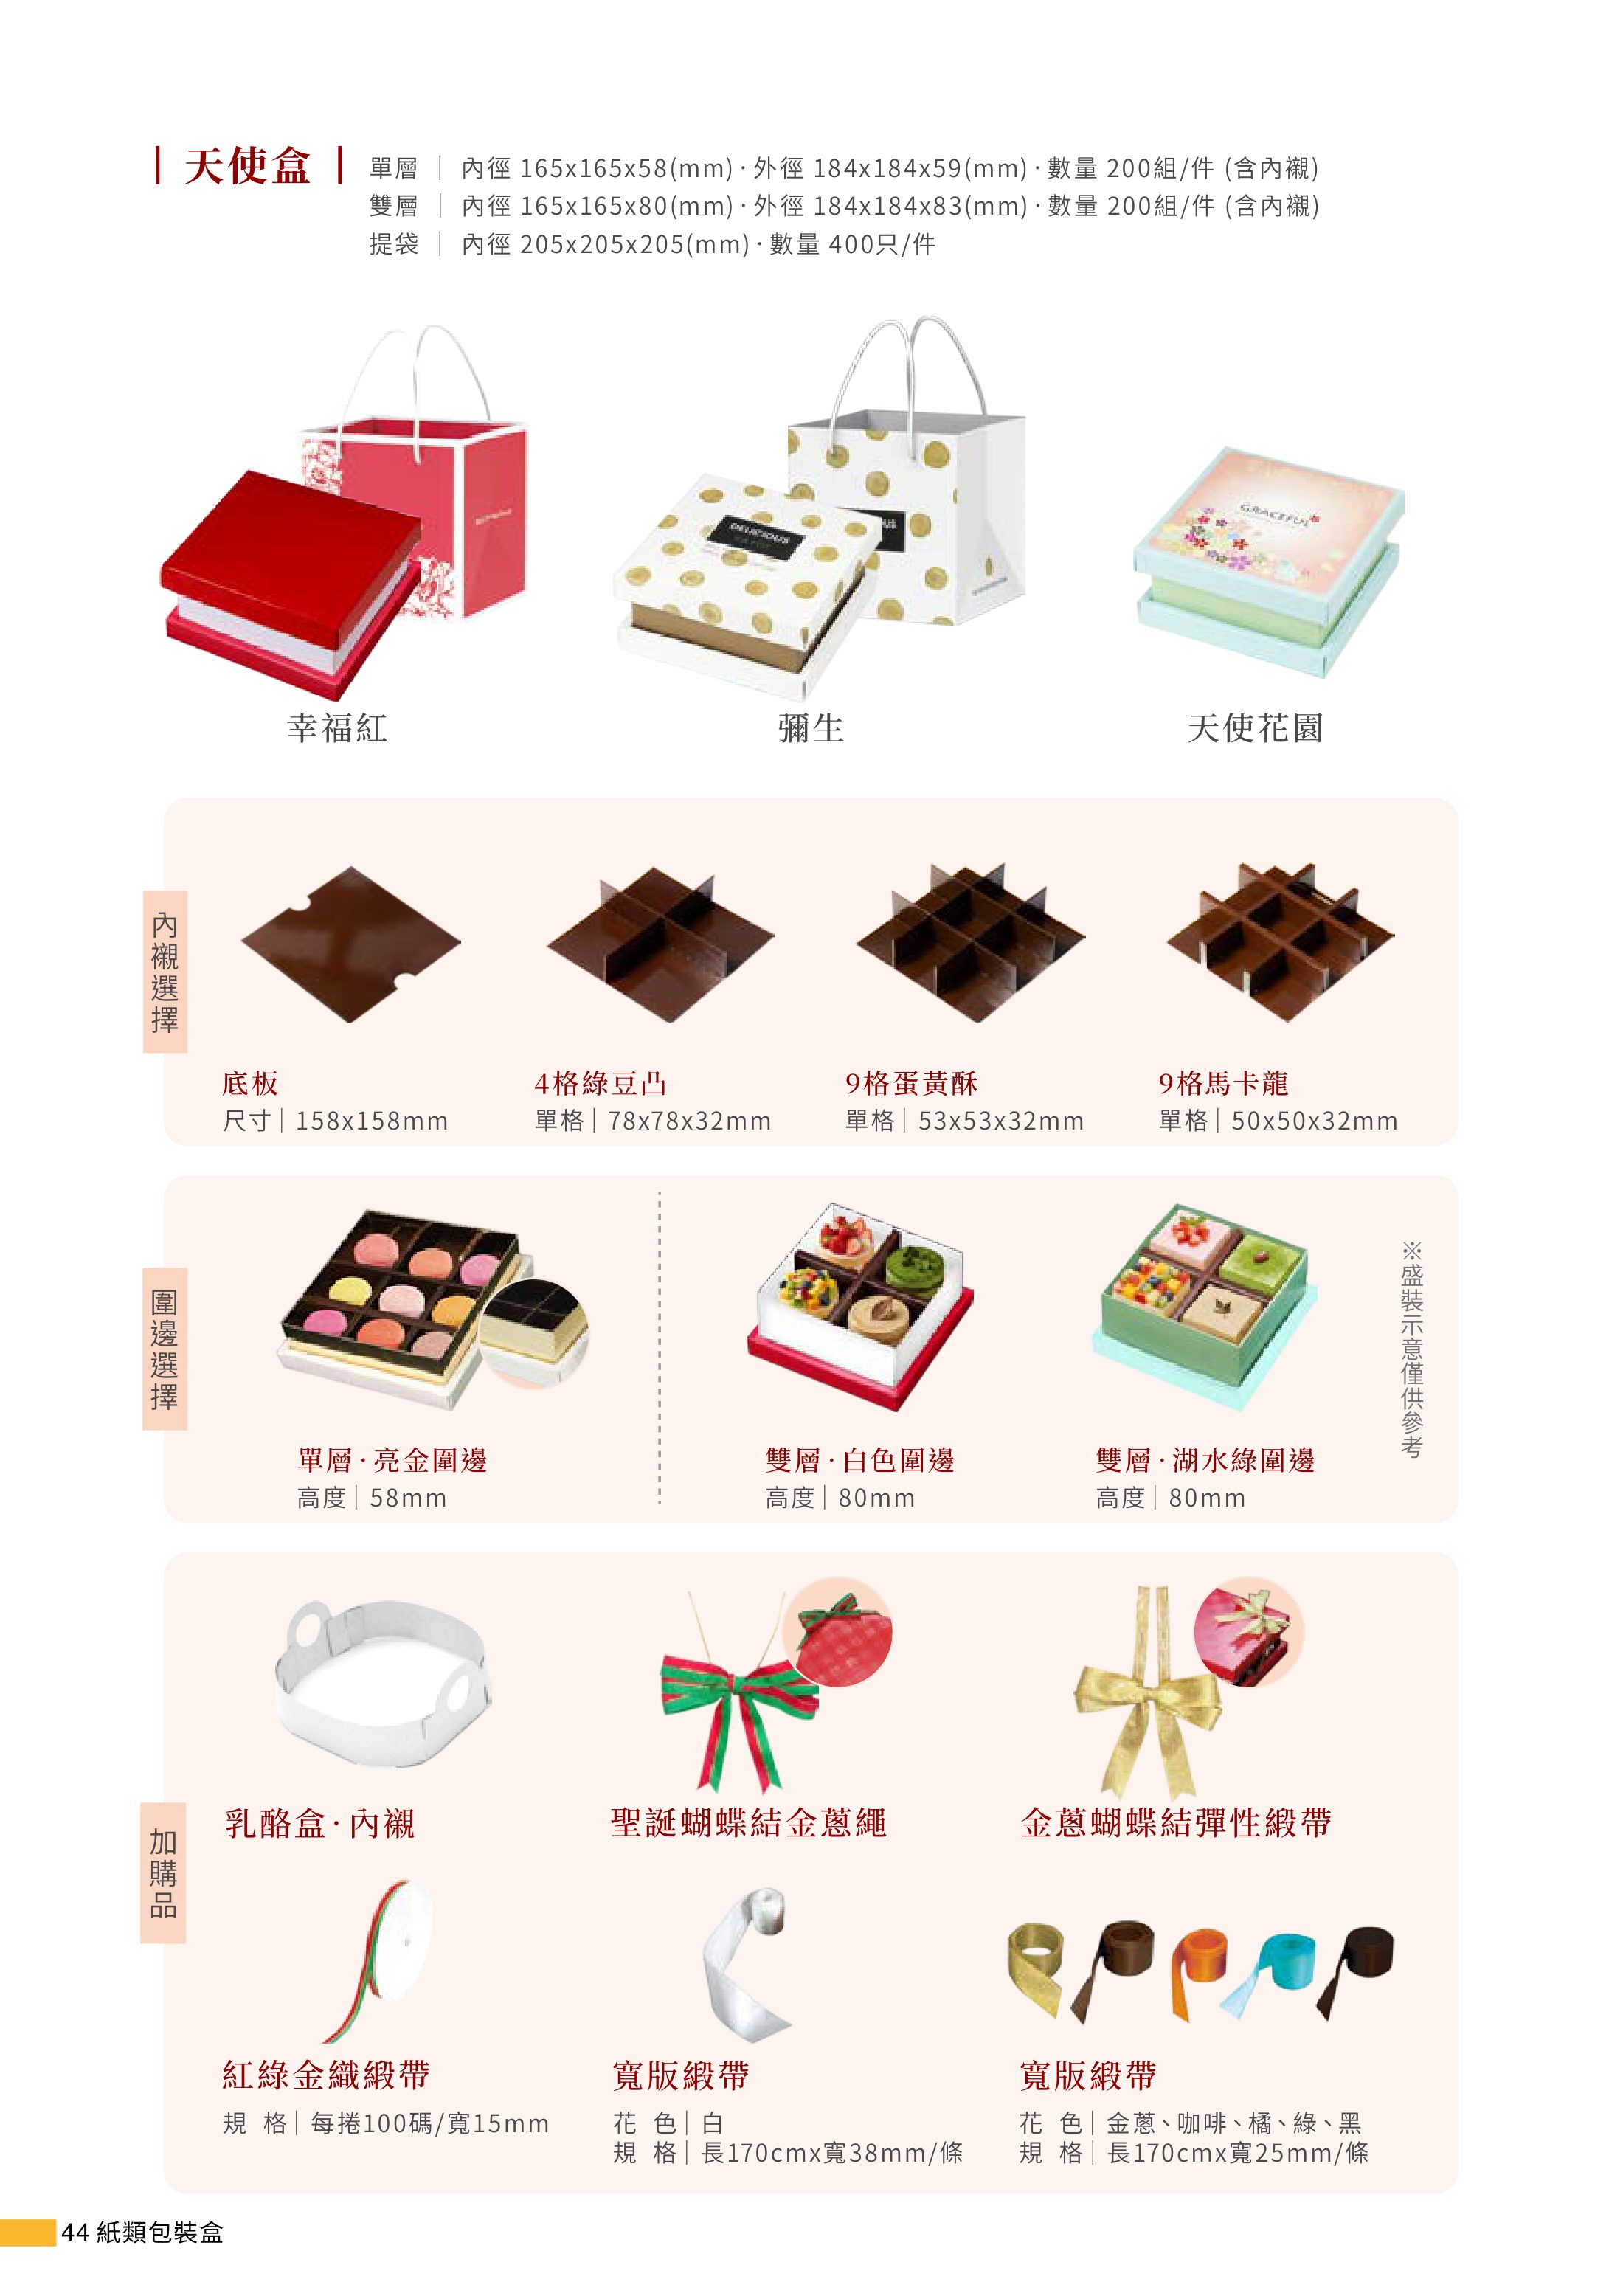 天使盒
單層｜內徑 165x165x58(mm)·外徑 184x184x59(mm)·數量 200組/件 (含內襯)
雙層｜內徑 165x165x80(mm)·外徑 184x184x83(mm)·數量 200組/件 (含內襯)
提袋｜內徑 205x205x205(mm)·數量 400只/件
DELICIOUS
US
GRACEFUL
幸福紅
彌生
天使花園
內襯選擇
底板
尺寸｜158x158mm
4格綠豆凸
單格｜78x78x32mm
9格蛋黃酥
單格｜53x53x32mm
9格馬卡龍
單格｜50x50x32mm
圍邊選擇
單層·亮金圍邊
高度｜58mm
雙層·白色圍邊
高度｜80mm
雙層·湖水綠圍邊
高度｜80mm
※盛裝示意僅供參考
加購品
乳酪盒·內襯
聖誕蝴蝶結金蔥繩
金蔥蝴蝶結彈性緞帶
紅綠金織緞帶
規 格｜每捲100碼/寬15mm
寬版緞帶
花 色｜白
規 格｜長170cmx寬38mm/條
寬版緞帶
花 色｜金蔥、咖啡、橘、綠、黑
規 格｜長170cmx寬25mm/條
44 紙類包裝盒